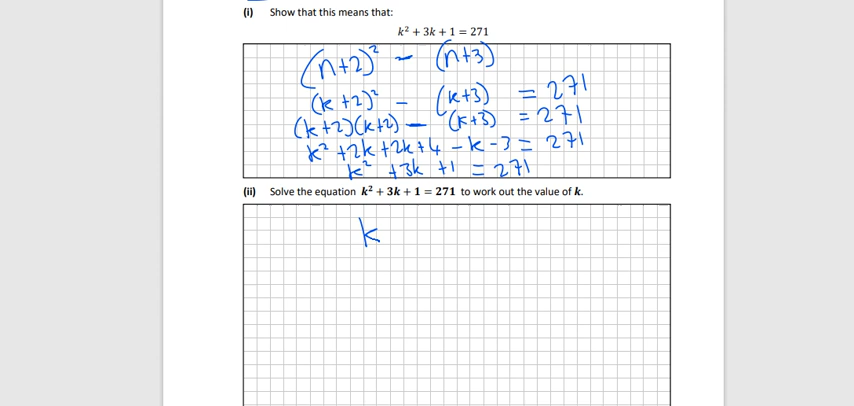 (i) Show that this means that:
k² + 3k + 1 = 271
(n+2)² - (n+3)
(k+2)² - (k+3) = 271
(k+2)(k+2) - (k+3) = 271
k² +2k +2k + 4 - k - 3 = 271
k² + 3k + 1 = 271
(ii) Solve the equation k² + 3k + 1 = 271 to work out the value of k.
k